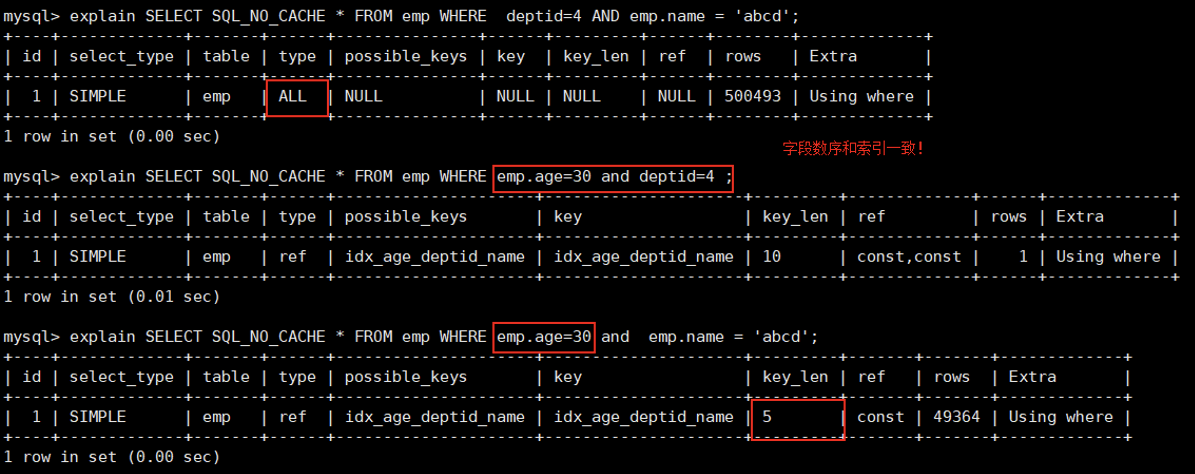 mysql> explain SELECT SQL_NO_CACHE * FROM emp WHERE  deptid=4 AND emp.name = 'abcd';
+----+-------------+-------+------+---------------+------+---------+------+--------+-------------+
| id | select_type | table | type | possible_keys | key  | key_len | ref  | rows   | Extra       |
+----+-------------+-------+------+---------------+------+---------+------+--------+-------------+
|  1 | SIMPLE      | emp   | ALL  | NULL          | NULL | NULL    | NULL | 500493 | Using where |
+----+-------------+-------+------+---------------+------+---------+------+--------+-------------+
1 row in set (0.00 sec)
字段数序和索引一致!
mysql> explain SELECT SQL_NO_CACHE * FROM emp WHERE emp.age=30 and deptid=4 ;
+----+-------------+-------+------+---------------------+---------------------+---------+-------------+------+-------------+
| id | select_type | table | type | possible_keys       | key                 | key_len | ref         | rows | Extra       |
+----+-------------+-------+------+---------------------+---------------------+---------+-------------+------+-------------+
|  1 | SIMPLE      | emp   | ref  | idx_age_deptid_name | idx_age_deptid_name | 10      | const,const |    1 | Using where |
+----+-------------+-------+------+---------------------+---------------------+---------+-------------+------+-------------+
1 row in set (0.01 sec)
mysql> explain SELECT SQL_NO_CACHE * FROM emp WHERE emp.age=30 and  emp.name = 'abcd';
+----+-------------+-------+------+---------------------+---------------------+---------+-------+-------+-------------+
| id | select_type | table | type | possible_keys       | key                 | key_len | ref   | rows  | Extra       |
+----+-------------+-------+------+---------------------+---------------------+---------+-------+-------+-------------+
|  1 | SIMPLE      | emp   | ref  | idx_age_deptid_name | idx_age_deptid_name | 5       | const | 49364 | Using where |
+----+-------------+-------+------+---------------------+---------------------+---------+-------+-------+-------------+
1 row in set (0.00 sec)